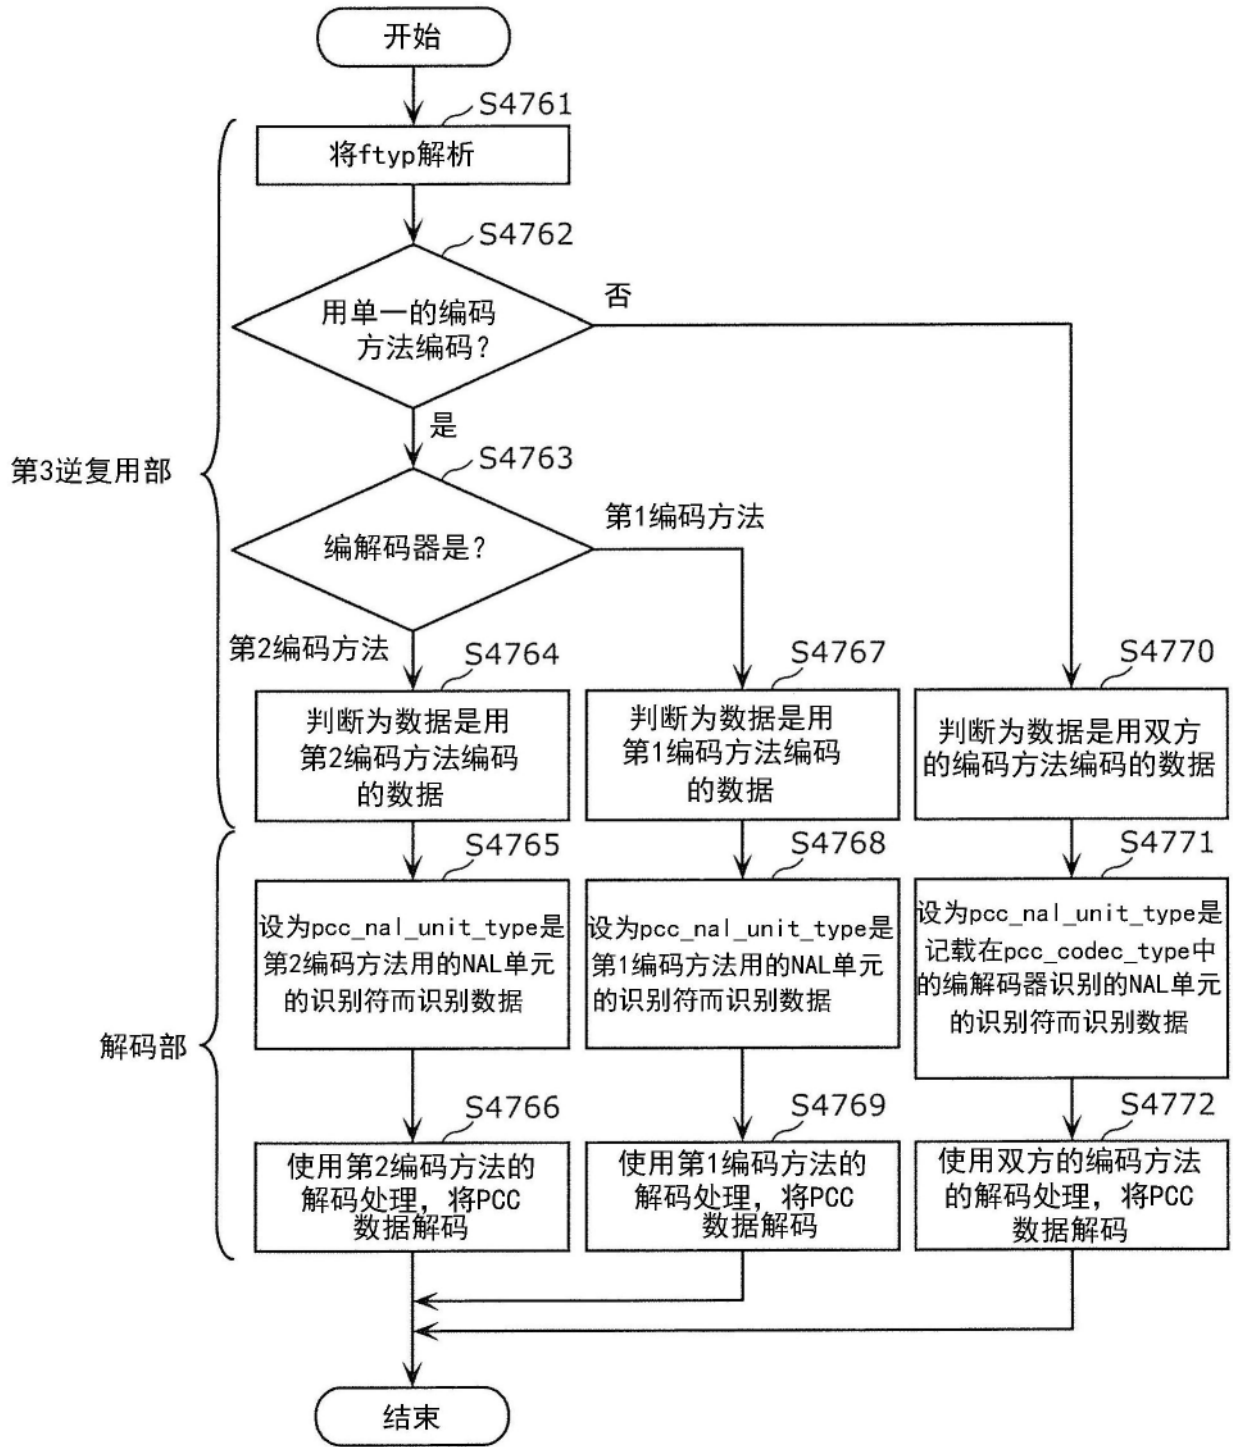 开始
S4761
将ftyp解析
S4762
用单一的编码
方法编码？
否
是
S4763
第3逆复用部
编解码器是？
第1编码方法
第2编码方法
S4764
判断为数据是用
第2编码方法编码
的数据
S4767
判断为数据是用
第1编码方法编码
的数据
S4770
判断为数据是用双方
的编码方法编码的数据
解码部
S4765
设为pcc_nal_unit_type是
第2编码方法用的NAL单元
的识别符而识别数据
S4768
设为pcc_nal_unit_type是
第1编码方法用的NAL单元
的识别符而识别数据
S4771
设为pcc_nal_unit_type是
记载在pcc_codec_type中
的编解码器识别的NAL单元
的识别符而识别数据
S4766
使用第2编码方法的
解码处理，将PCC
数据解码
S4769
使用第1编码方法的
解码处理，将PCC
数据解码
S4772
使用双方的编码方法
的解码处理，将PCC
数据解码
结束